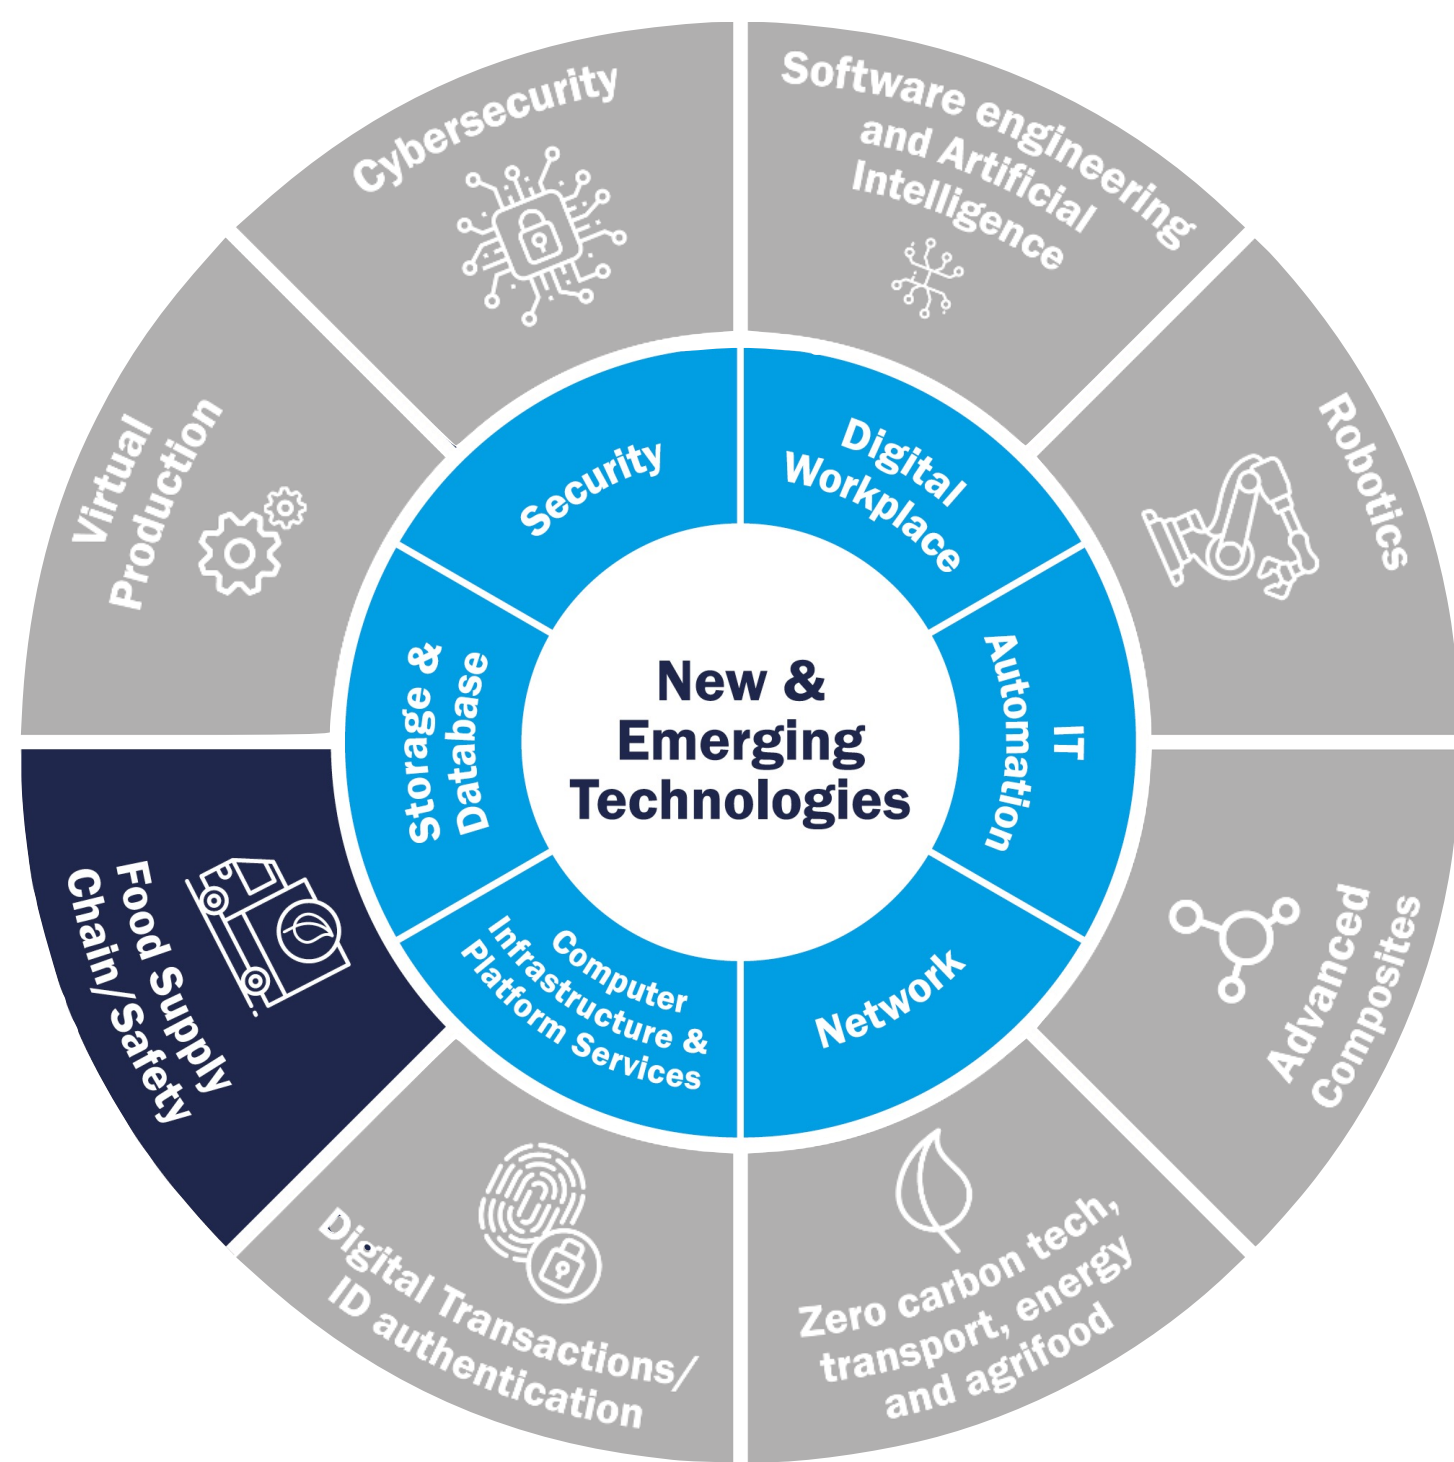 Cybersecurity
Software engineering
and Artificial
Intelligence
Robotics
Advanced
Composites
Zero carbon tech,
transport, energy
and agrifood
Digital Transactions/
ID authentication
Food Supply
Chain/Safety
Virtual
Production
Security
Digital
Workplace
IT
Automation
Network
Computer
Infrastructure &
Platform Services
Storage &
Database
New &
Emerging
Technologies